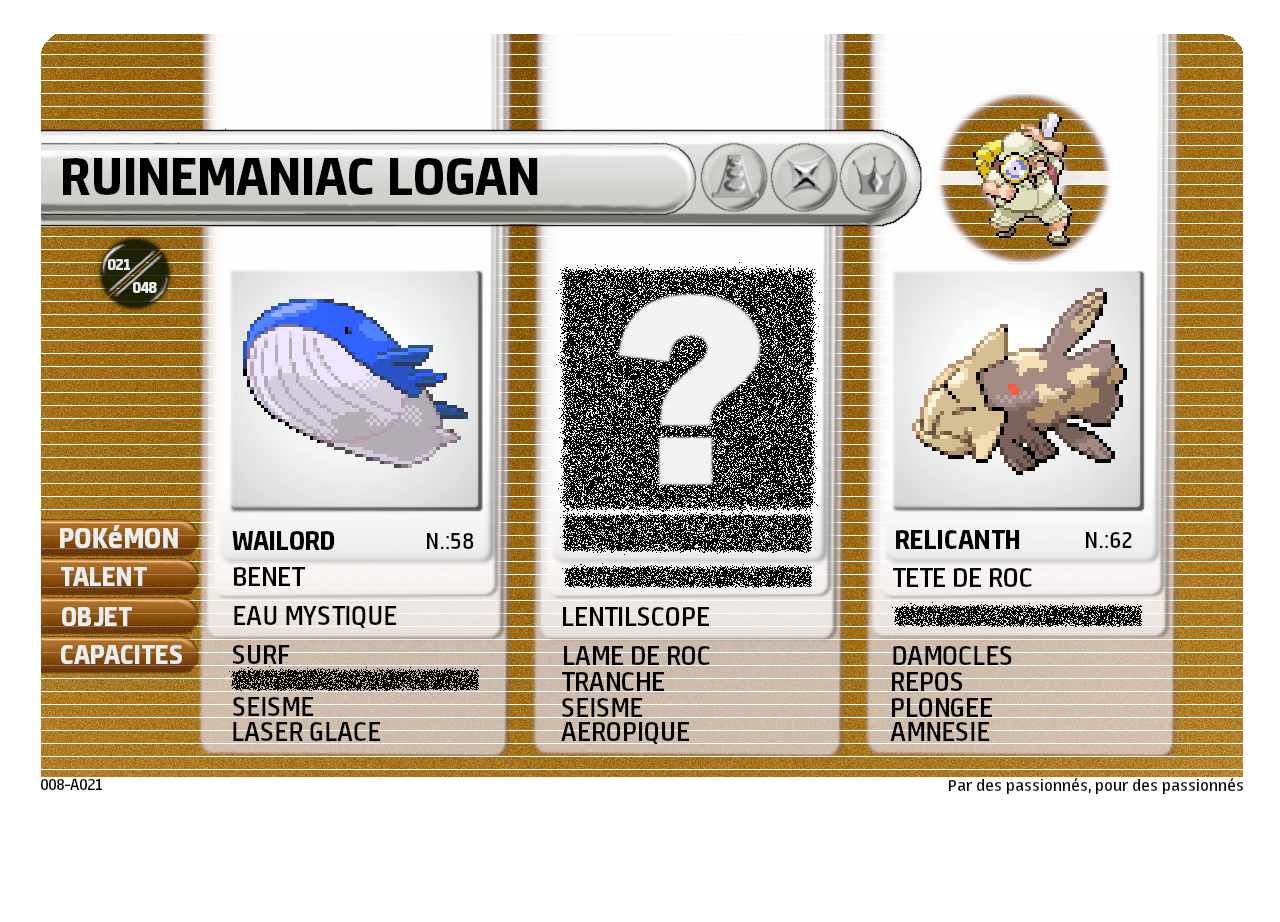 RUINEMANIAC LOGAN
021
048
?
POKéMON
WAILORD N.:58
RELICANTH N.:62
TALENT
BENET
TETE DE ROC
OBJET
EAU MYSTIQUE
LENTILSCOPE
CAPACITES
SURF
SEISME
LASER GLACE
LAME DE ROC
TRANCHE
SEISME
AEROPIQUE
DAMOCLES
REPOS
PLONGEE
AMNESIE
008-A021
Par des passionnés, pour des passionnés